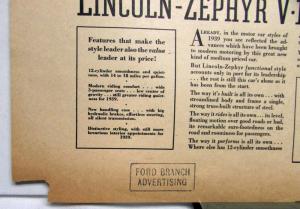 LINCOLN-ZEPHYR V-1
Features that make the
style leader also the value
leader at its price!
12-cylinder smoothness and quiet-
ness, with 14 to 18 miles per gallon.
Modern riding comfort . . . with
5-passenger seats . . . low centre of
gravity . . . still greater riding quiet-
ness for 1939.
New handling ease . . . with big
hydraulic brakes, effortless steering,
all silent transmission.
Distinctive styling, with still more
luxurious interior appointments for
1939.
ALREADY, in the motor car styles of
1939 you see reflected the ad-
vances which have been brought
to modern motoring by this great new
kind of medium priced car.
But Lincoln-Zephyr functional style
accounts only in part for its leadership
. . . the rest is still this car's alone as it
has been from the start.
The way it's built is all its own . . . with
streamlined body and frame a single,
strong truss-built structure of steel.
The way it rides is all its own . . . level,
floating motion over good roads or bad,
its remarkable sure-footedness on the
road and roominess for passengers.
The way it performs is all its own . . .
Where else has 12-cylinder smoothness
FORD BRANCH
ADVERTISING